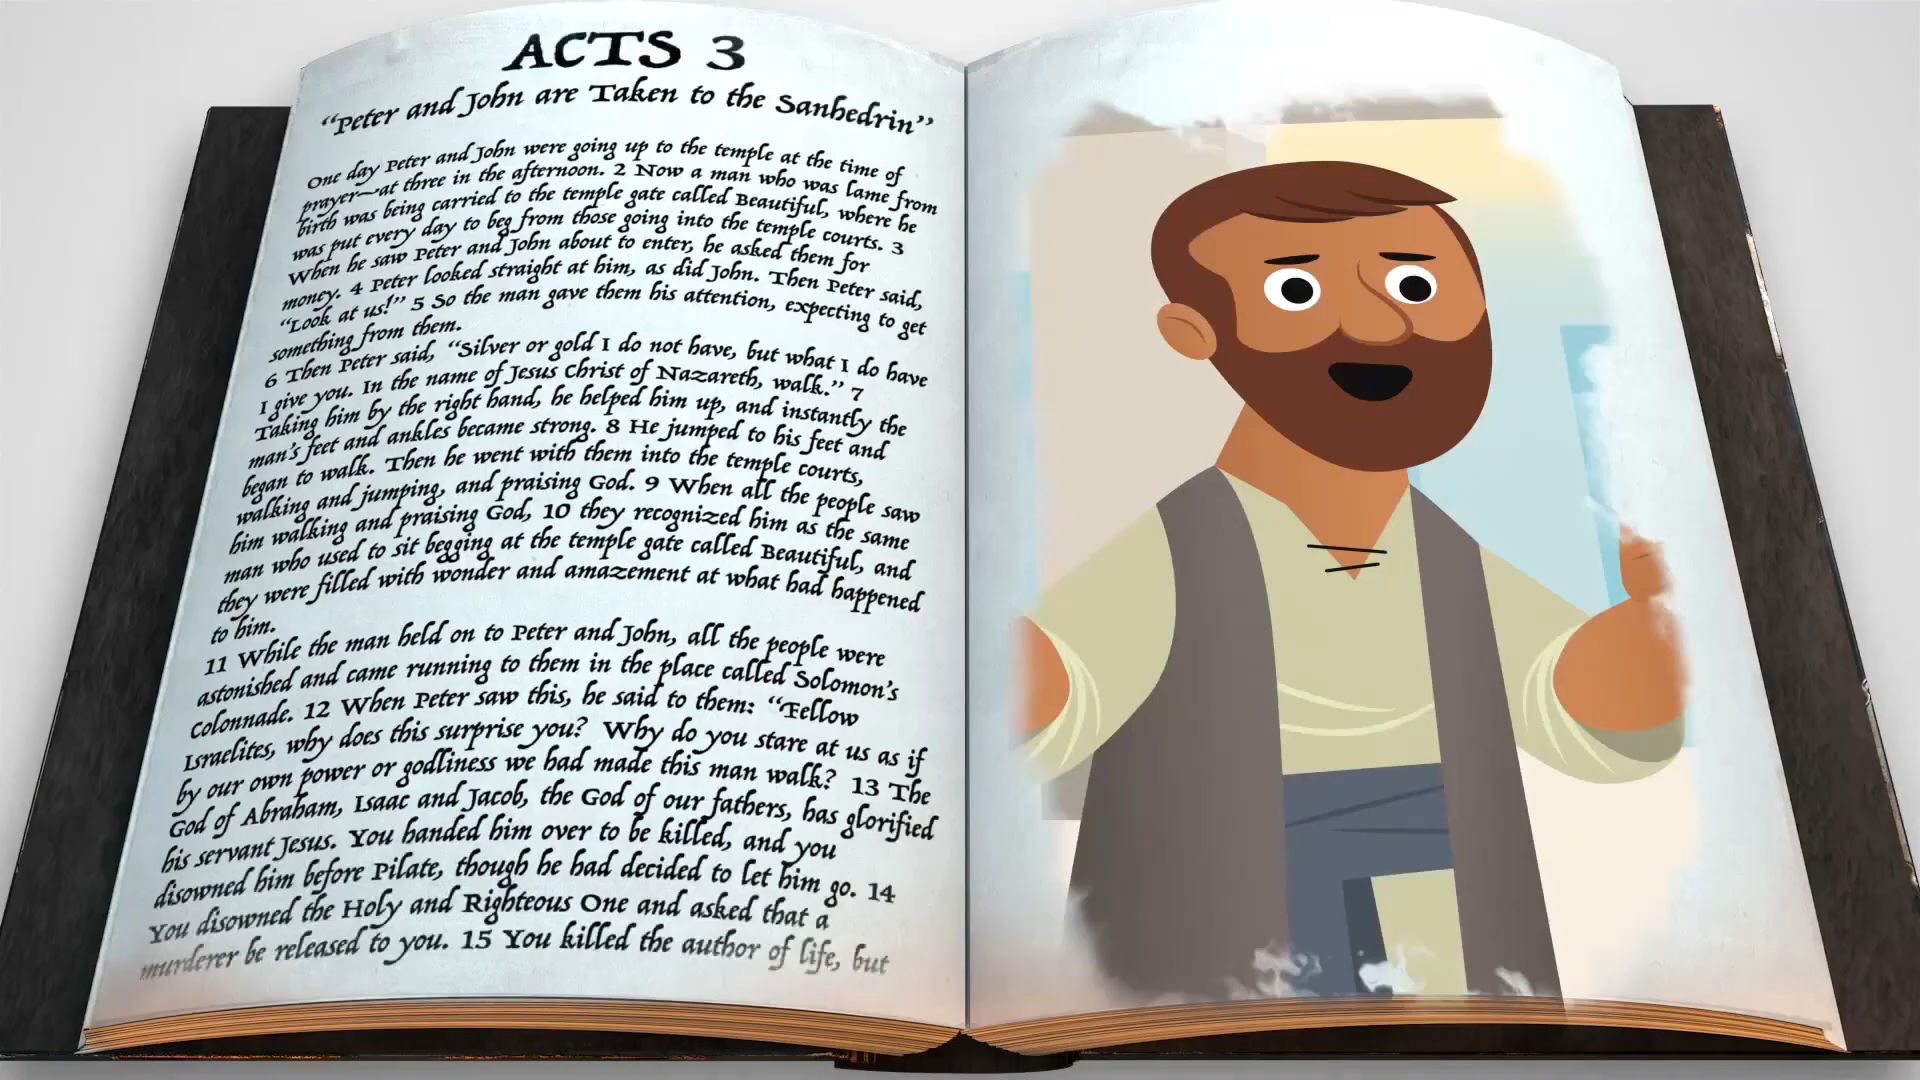 ACTS 3
“Peter and John are Taken to the Sanhedrin”
One day Peter and John were going up to the temple at the time of
prayer—at three in the afternoon. 2 Now a man who was lame from
birth was being carried to the temple gate called Beautiful, where he
was put every day to beg from those going into the temple courts. 3
When he saw Peter and John about to enter, he asked them for
money. 4 Peter looked straight at him, as did John. Then Peter said,
“Look at us!” 5 So the man gave them his attention, expecting to get
something from them.
6 Then Peter said, “Silver or gold I do not have, but what I do have
I give you. In the name of Jesus Christ of Nazareth, walk.” 7
Taking him by the right hand, he helped him up, and instantly the
man’s feet and ankles became strong. 8 He jumped to his feet and
began to walk. Then he went with them into the temple courts,
walking and jumping, and praising God. 9 When all the people saw
him walking and praising God, 10 they recognized him as the same
man who used to sit begging at the temple gate called Beautiful, and
they were filled with wonder and amazement at what had happened
to him.
11 While the man held on to Peter and John, all the people were
astonished and came running to them in the place called Solomon’s
Colonnade. 12 When Peter saw this, he said to them: “Fellow
Israelites, why does this surprise you? Why do you stare at us as if
by our own power or godliness we had made this man walk? 13 The
God of Abraham, Isaac and Jacob, the God of our fathers, has glorified
his servant Jesus. You handed him over to be killed, and you
disowned him before Pilate, though he had decided to let him go. 14
You disowned the Holy and Righteous One and asked that a
murderer be released to you. 15 You killed the author of life, but